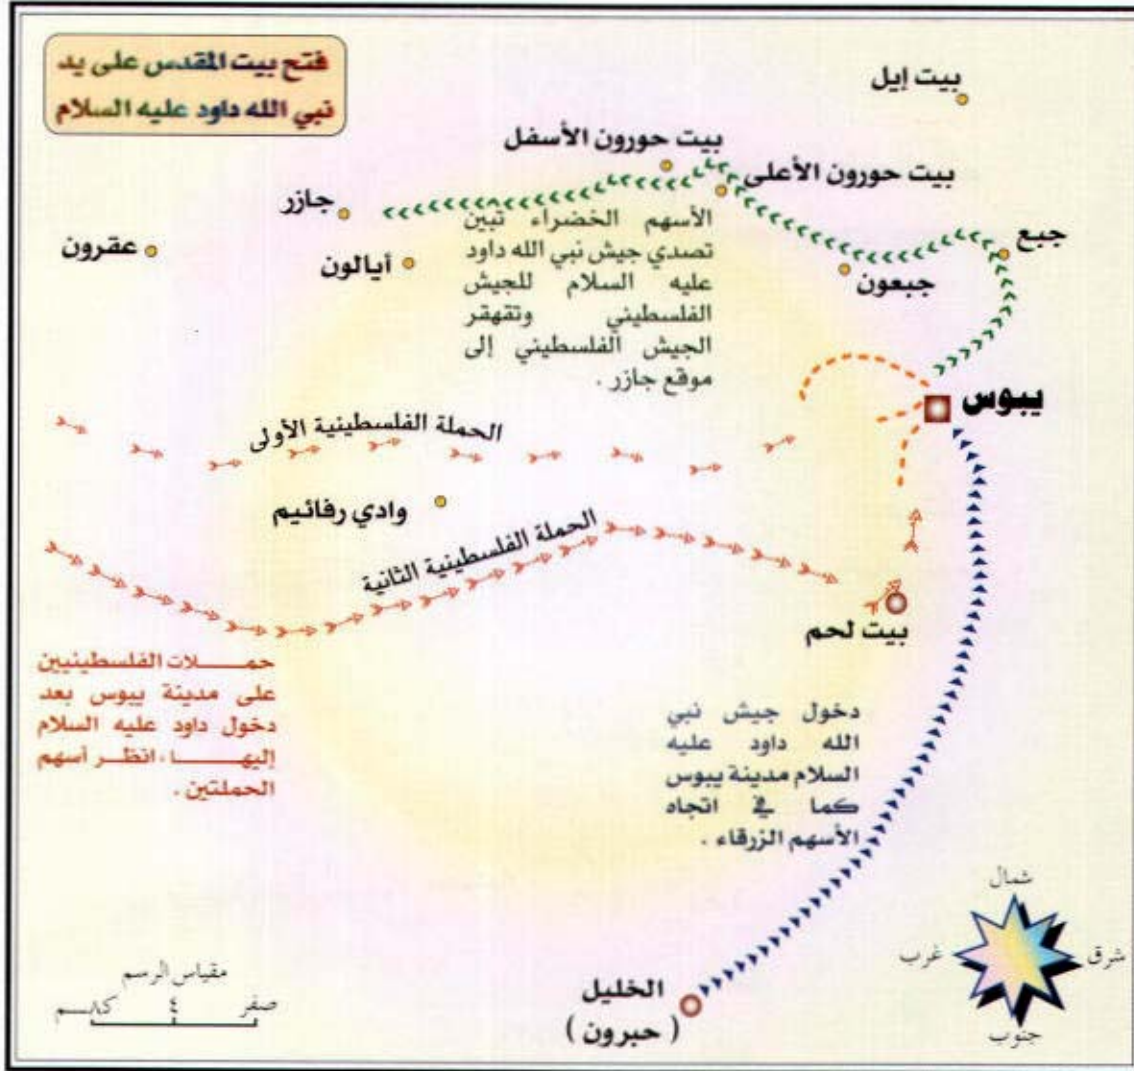 فتح بيت المقدس على يد
نبي الله داود عليه السلام
بيت إيل
بيت حورون الأسفل
بيت حورون الأعلى
جازر
جبع
عقرون
أيالون
جبعون
الأسهم الخضراء تبين
تصدي جيش نبي الله داود
عليه السلام للجيش
الفلسطيني وتقهقر
الجيش الفلسطيني إلى
موقع جازر .
يبوس
الحملة الفلسطينية الأولى
وادي رفائيم
الحملة الفلسطينية الثانية
بيت لحم
حمـــلات الفلسطينيين
على مدينة يبوس بعد
دخول داود عليه السلام
إليهـــــا ، انظـر أسهم
الحملتين .
دخول جيش نبي
الله داود عليه
السلام مدينة يبوس
كما في اتجاه
الأسهم الزرقاء .
شمال
شرق
غرب
جنوب
الخليل
( حبرون )
مقياس الرسم
صفر ٤